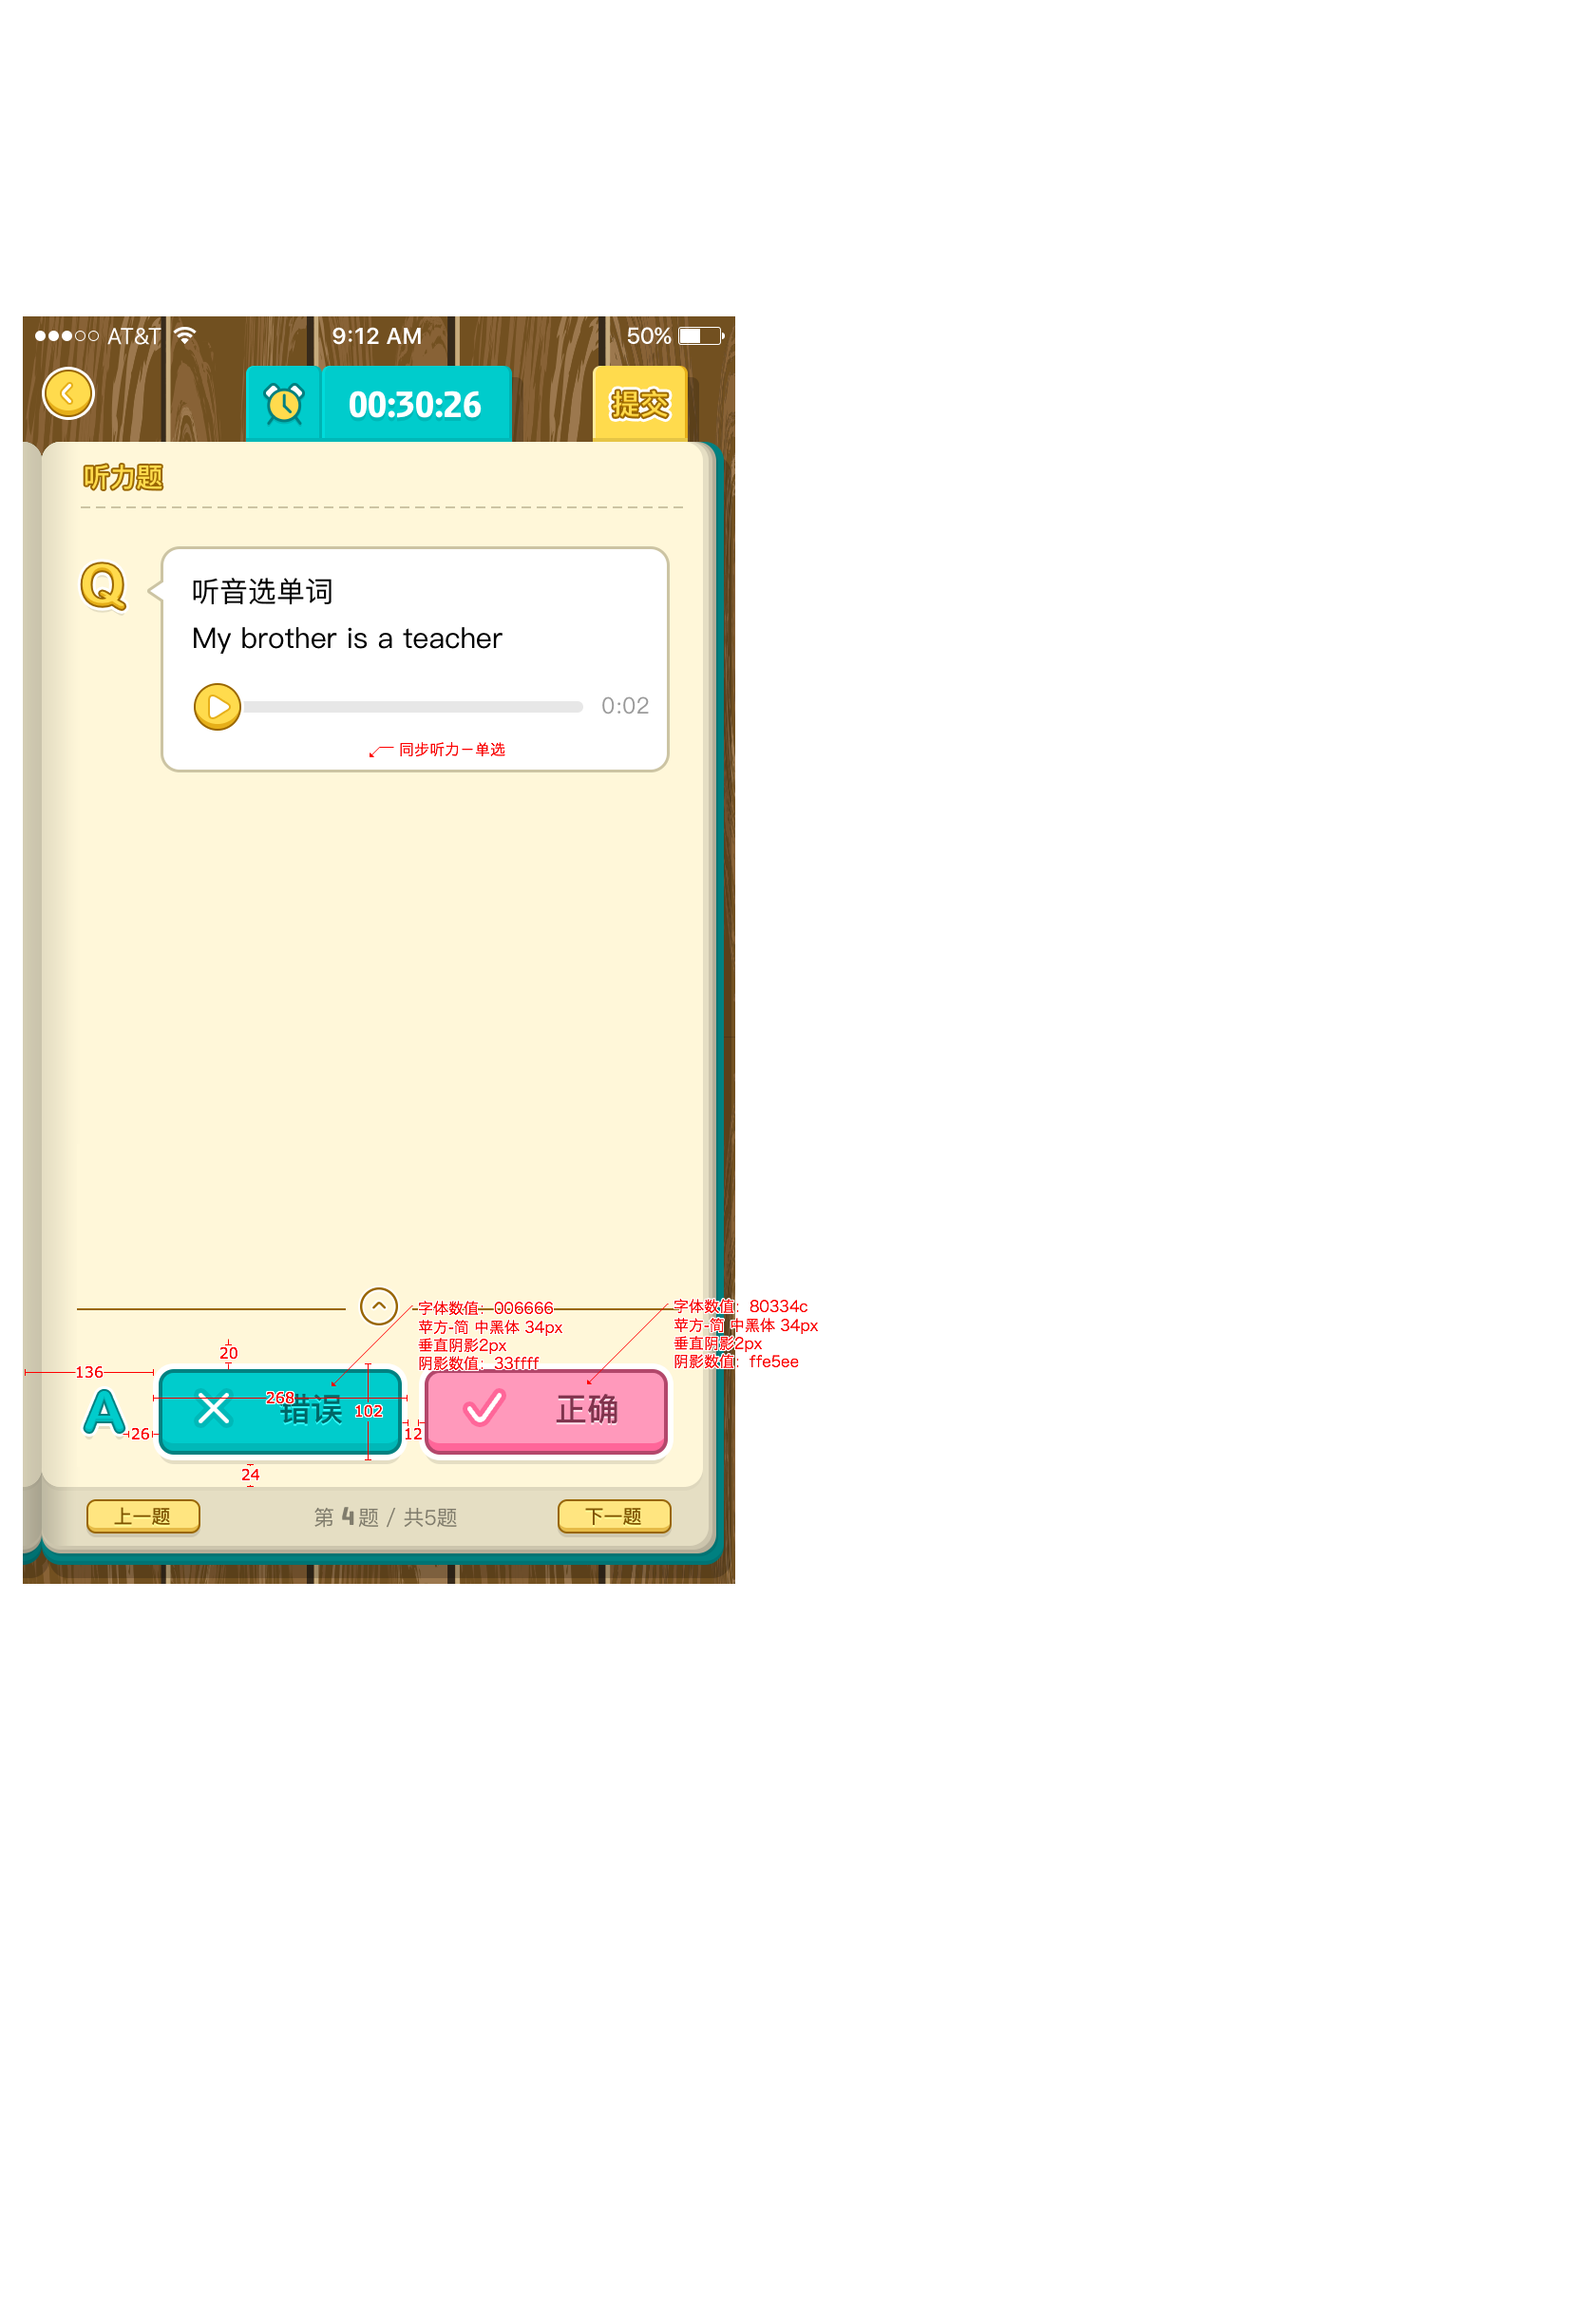 AT&T 9:12 AM 50%
00:30:26 提交
听力题
Q 听音选单词
My brother is a teacher
0:02
同步听力－单选
字体数值：006666
苹方-简 中黑体 34px
垂直阴影2px
阴影数值：33ffff
字体数值：80334c
苹方-简 中黑体 34px
垂直阴影2px
阴影数值：ffe5ee
20
136
268
102
A 错误 正确
26
12
24
上一题 第 4 题 / 共5题 下一题